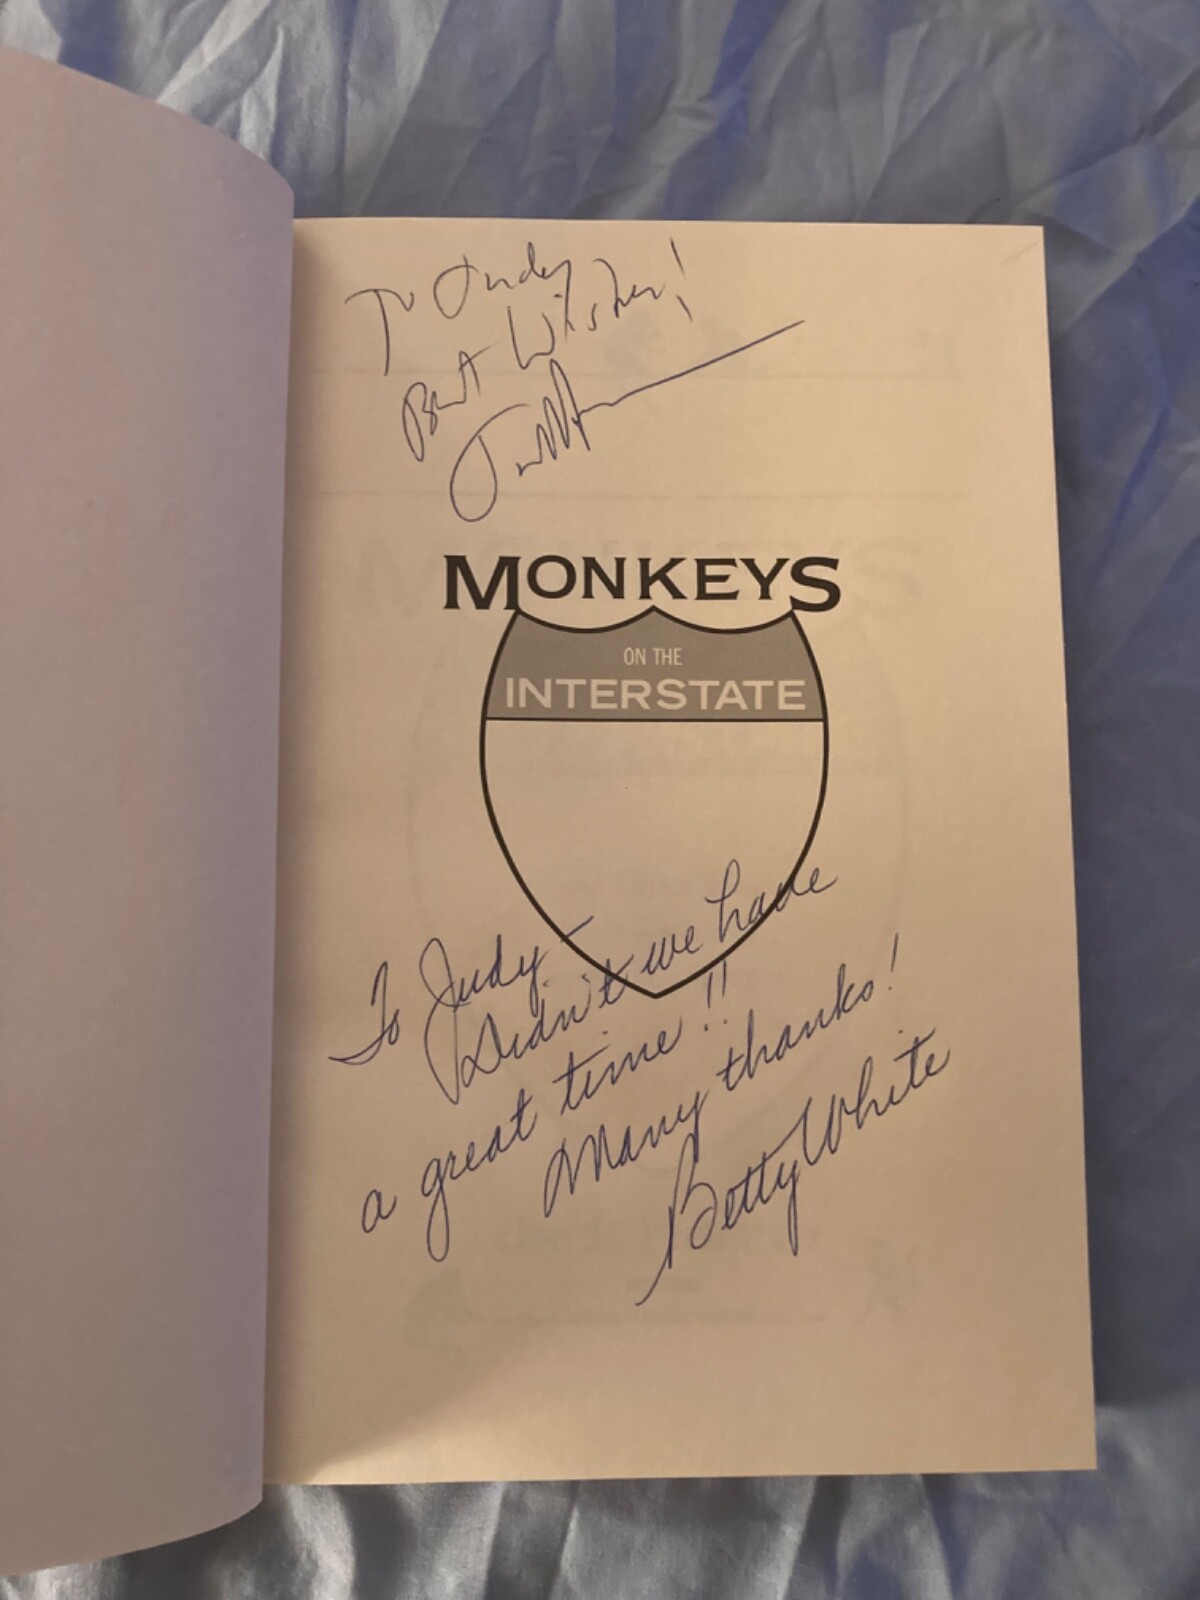 To Judy
Best Wishes!
MONKEYS
ON THE
INTERSTATE
To Judy –
Didn't we have
a great time!!
Many thanks!
Betty White